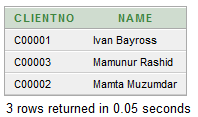 CLIENTNO NAME
C00001 Ivan Bayross
C00003 Mamunur Rashid
C00002 Mamta Muzumdar
3 rows returned in 0.05 seconds